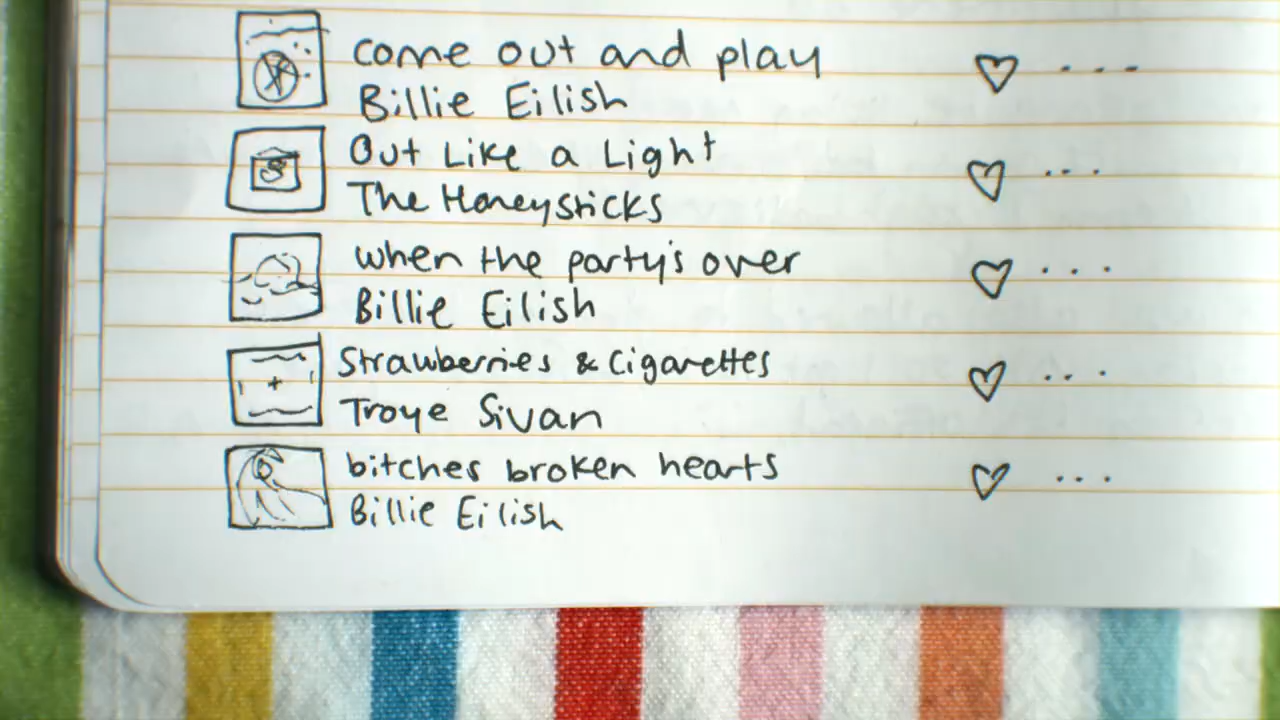 come out and play
Billie Eilish
Out Like a Light
The Honeysticks
when the party's over
Billie Eilish
Strawberries & Cigarettes
Troye Sivan
bitches broken hearts
Billie Eilish